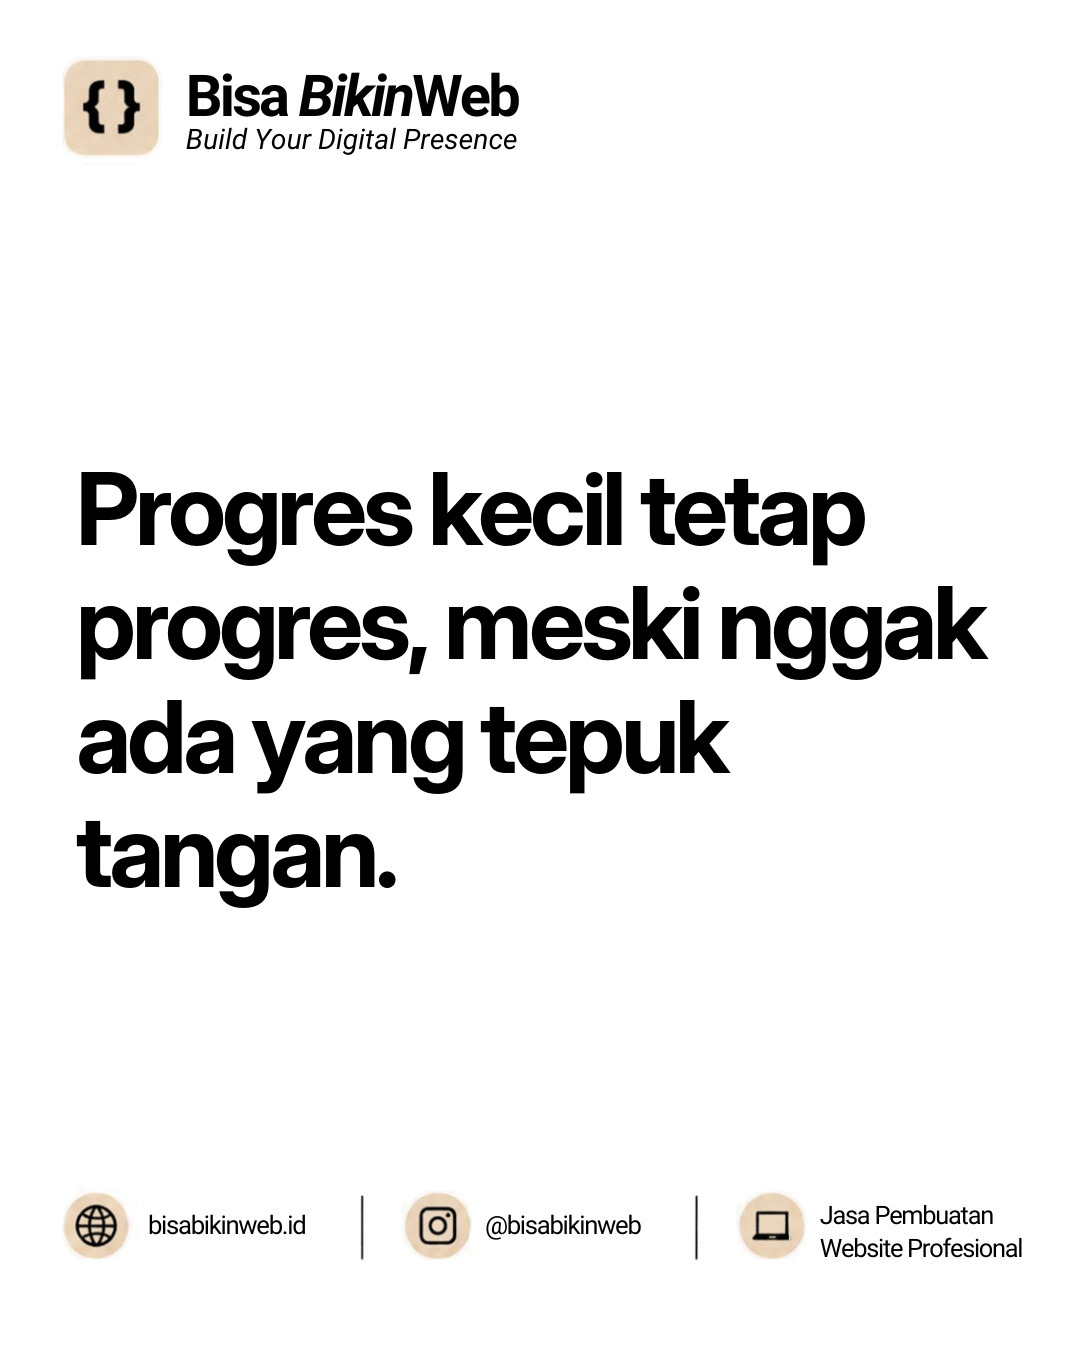 { }
Bisa BikinWeb
Build Your Digital Presence
Progres kecil tetap
progres, meski nggak
ada yang tepuk
tangan.
bisabikinweb.id
@bisabikinweb
Jasa Pembuatan
Website Profesional